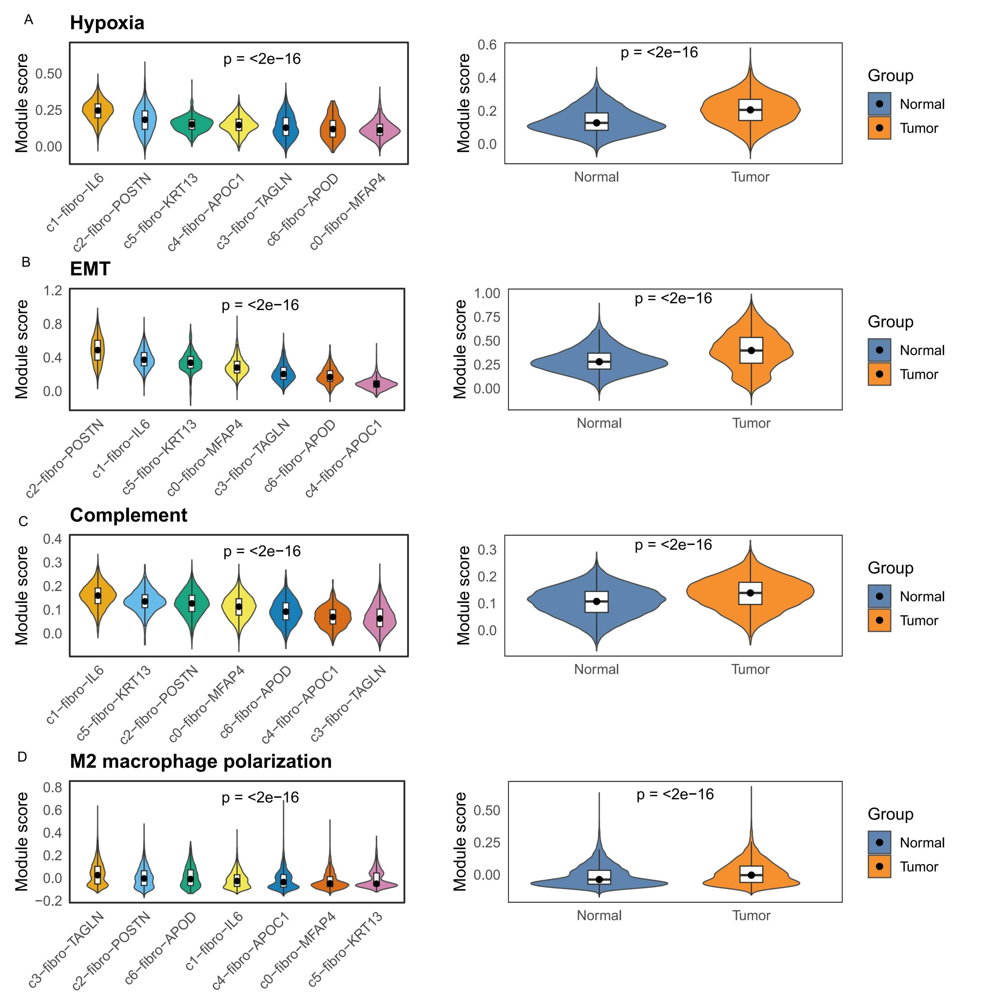 A
Hypoxia
Module score
0.50
0.25
0.00
p = <2e−16
c1−fibro−IL6
c2−fibro−POSTN
c5−fibro−KRT13
c4−fibro−APOC1
c3−fibro−TAGLN
c6−fibro−APOD
c0−fibro−MFAP4
Module score
0.6
0.4
0.2
0.0
p = <2e−16
Normal
Tumor
Group
Normal
Tumor
B
EMT
Module score
1.2
0.8
0.4
0.0
p = <2e−16
c2−fibro−POSTN
c1−fibro−IL6
c5−fibro−KRT13
c0−fibro−MFAP4
c3−fibro−TAGLN
c6−fibro−APOD
c4−fibro−APOC1
Module score
1.00
0.75
0.50
0.25
0.00
p = <2e−16
Normal
Tumor
Group
Normal
Tumor
C
Complement
Module score
0.4
0.3
0.2
0.1
0.0
p = <2e−16
c1−fibro−IL6
c5−fibro−KRT13
c2−fibro−POSTN
c0−fibro−MFAP4
c6−fibro−APOD
c4−fibro−APOC1
c3−fibro−TAGLN
Module score
0.3
0.2
0.1
0.0
p = <2e−16
Normal
Tumor
Group
Normal
Tumor
D
M2 macrophage polarization
Module score
0.8
0.6
0.4
0.2
0.0
−0.2
p = <2e−16
c3−fibro−TAGLN
c2−fibro−POSTN
c6−fibro−APOD
c1−fibro−IL6
c4−fibro−APOC1
c0−fibro−MFAP4
c5−fibro−KRT13
Module score
0.50
0.25
0.00
p = <2e−16
Normal
Tumor
Group
Normal
Tumor